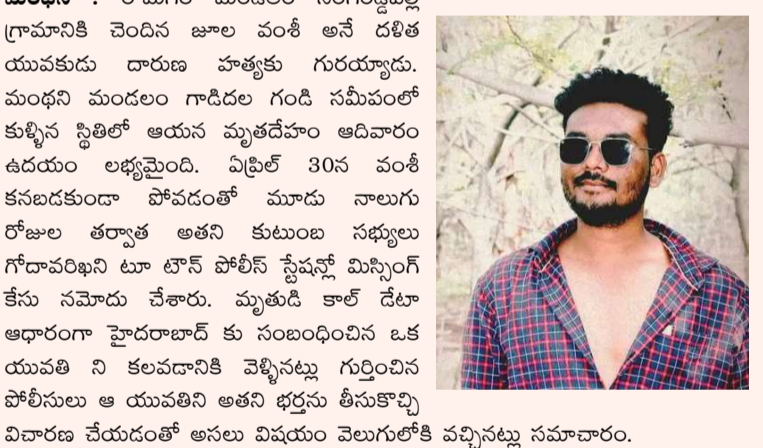 గ్రామానికి చెందిన జూల వంశీ అనే దళిత
యువకుడు దారుణ హత్యకు గురయ్యాడు.
మంథని మండలం గాడిదల గండి సమీపంలో
కుళ్ళిన స్థితిలో ఆయన మృతదేహం ఆదివారం
ఉదయం లభ్యమైంది. ఏప్రిల్ 30న వంశీ
కనబడకుండా పోవడంతో మూడు నాలుగు
రోజుల తర్వాత అతని కుటుంబ సభ్యులు
గోదావరిఖని టూ టౌన్ పోలీస్ స్టేషన్లో మిస్సింగ్
కేసు నమోదు చేశారు. మృతుడి కాల్ డేటా
ఆధారంగా హైదరాబాద్ కు సంబంధించిన ఒక
యువతి ని కలవడానికి వెళ్ళినట్లు గుర్తించిన
పోలీసులు ఆ యువతిని అతని భర్తను తీసుకొచ్చి
విచారణ చేయడంతో అసలు విషయం వెలుగులోకి వచ్చినట్లు సమాచారం.